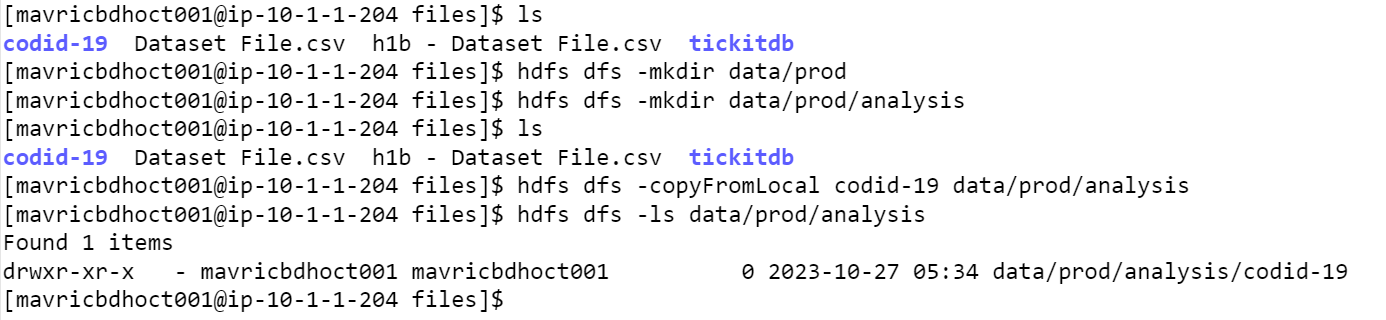 [mavricbdhoct001@ip-10-1-1-204 files]$ ls
codid-19  Dataset File.csv  h1b - Dataset File.csv  tickitdb
[mavricbdhoct001@ip-10-1-1-204 files]$ hdfs dfs -mkdir data/prod
[mavricbdhoct001@ip-10-1-1-204 files]$ hdfs dfs -mkdir data/prod/analysis
[mavricbdhoct001@ip-10-1-1-204 files]$ ls
codid-19  Dataset File.csv  h1b - Dataset File.csv  tickitdb
[mavricbdhoct001@ip-10-1-1-204 files]$ hdfs dfs -copyFromLocal codid-19 data/prod/analysis
[mavricbdhoct001@ip-10-1-1-204 files]$ hdfs dfs -ls data/prod/analysis
Found 1 items
drwxr-xr-x   - mavricbdhoct001 mavricbdhoct001          0 2023-10-27 05:34 data/prod/analysis/codid-19
[mavricbdhoct001@ip-10-1-1-204 files]$